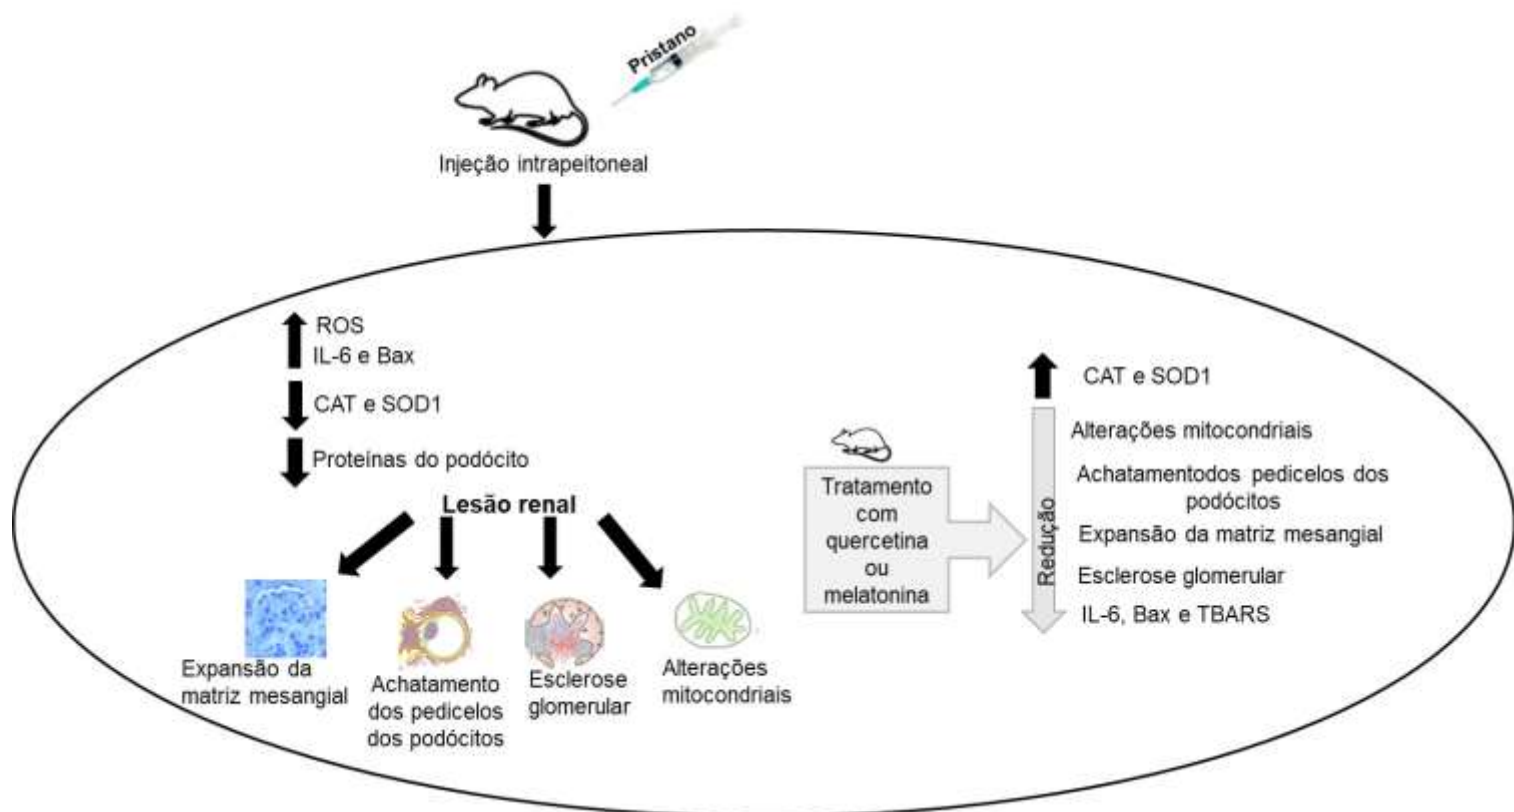 Pristano
Injeção intrapeitoneal
ROS
IL-6 e Bax
CAT e SOD1
Proteínas do podócito
Lesão renal
Expansão da
matriz mesangial
Achatamento
dos pedicelos
dos podócitos
Esclerose
glomerular
Alterações
mitocondriais
Tratamento
com
quercetina
ou
melatonina
Redução
CAT e SOD1
Alterações mitocondriais
Achatamentodos pedicelos dos
podócitos
Expansão da matriz mesangial
Esclerose glomerular
IL-6, Bax e TBARS